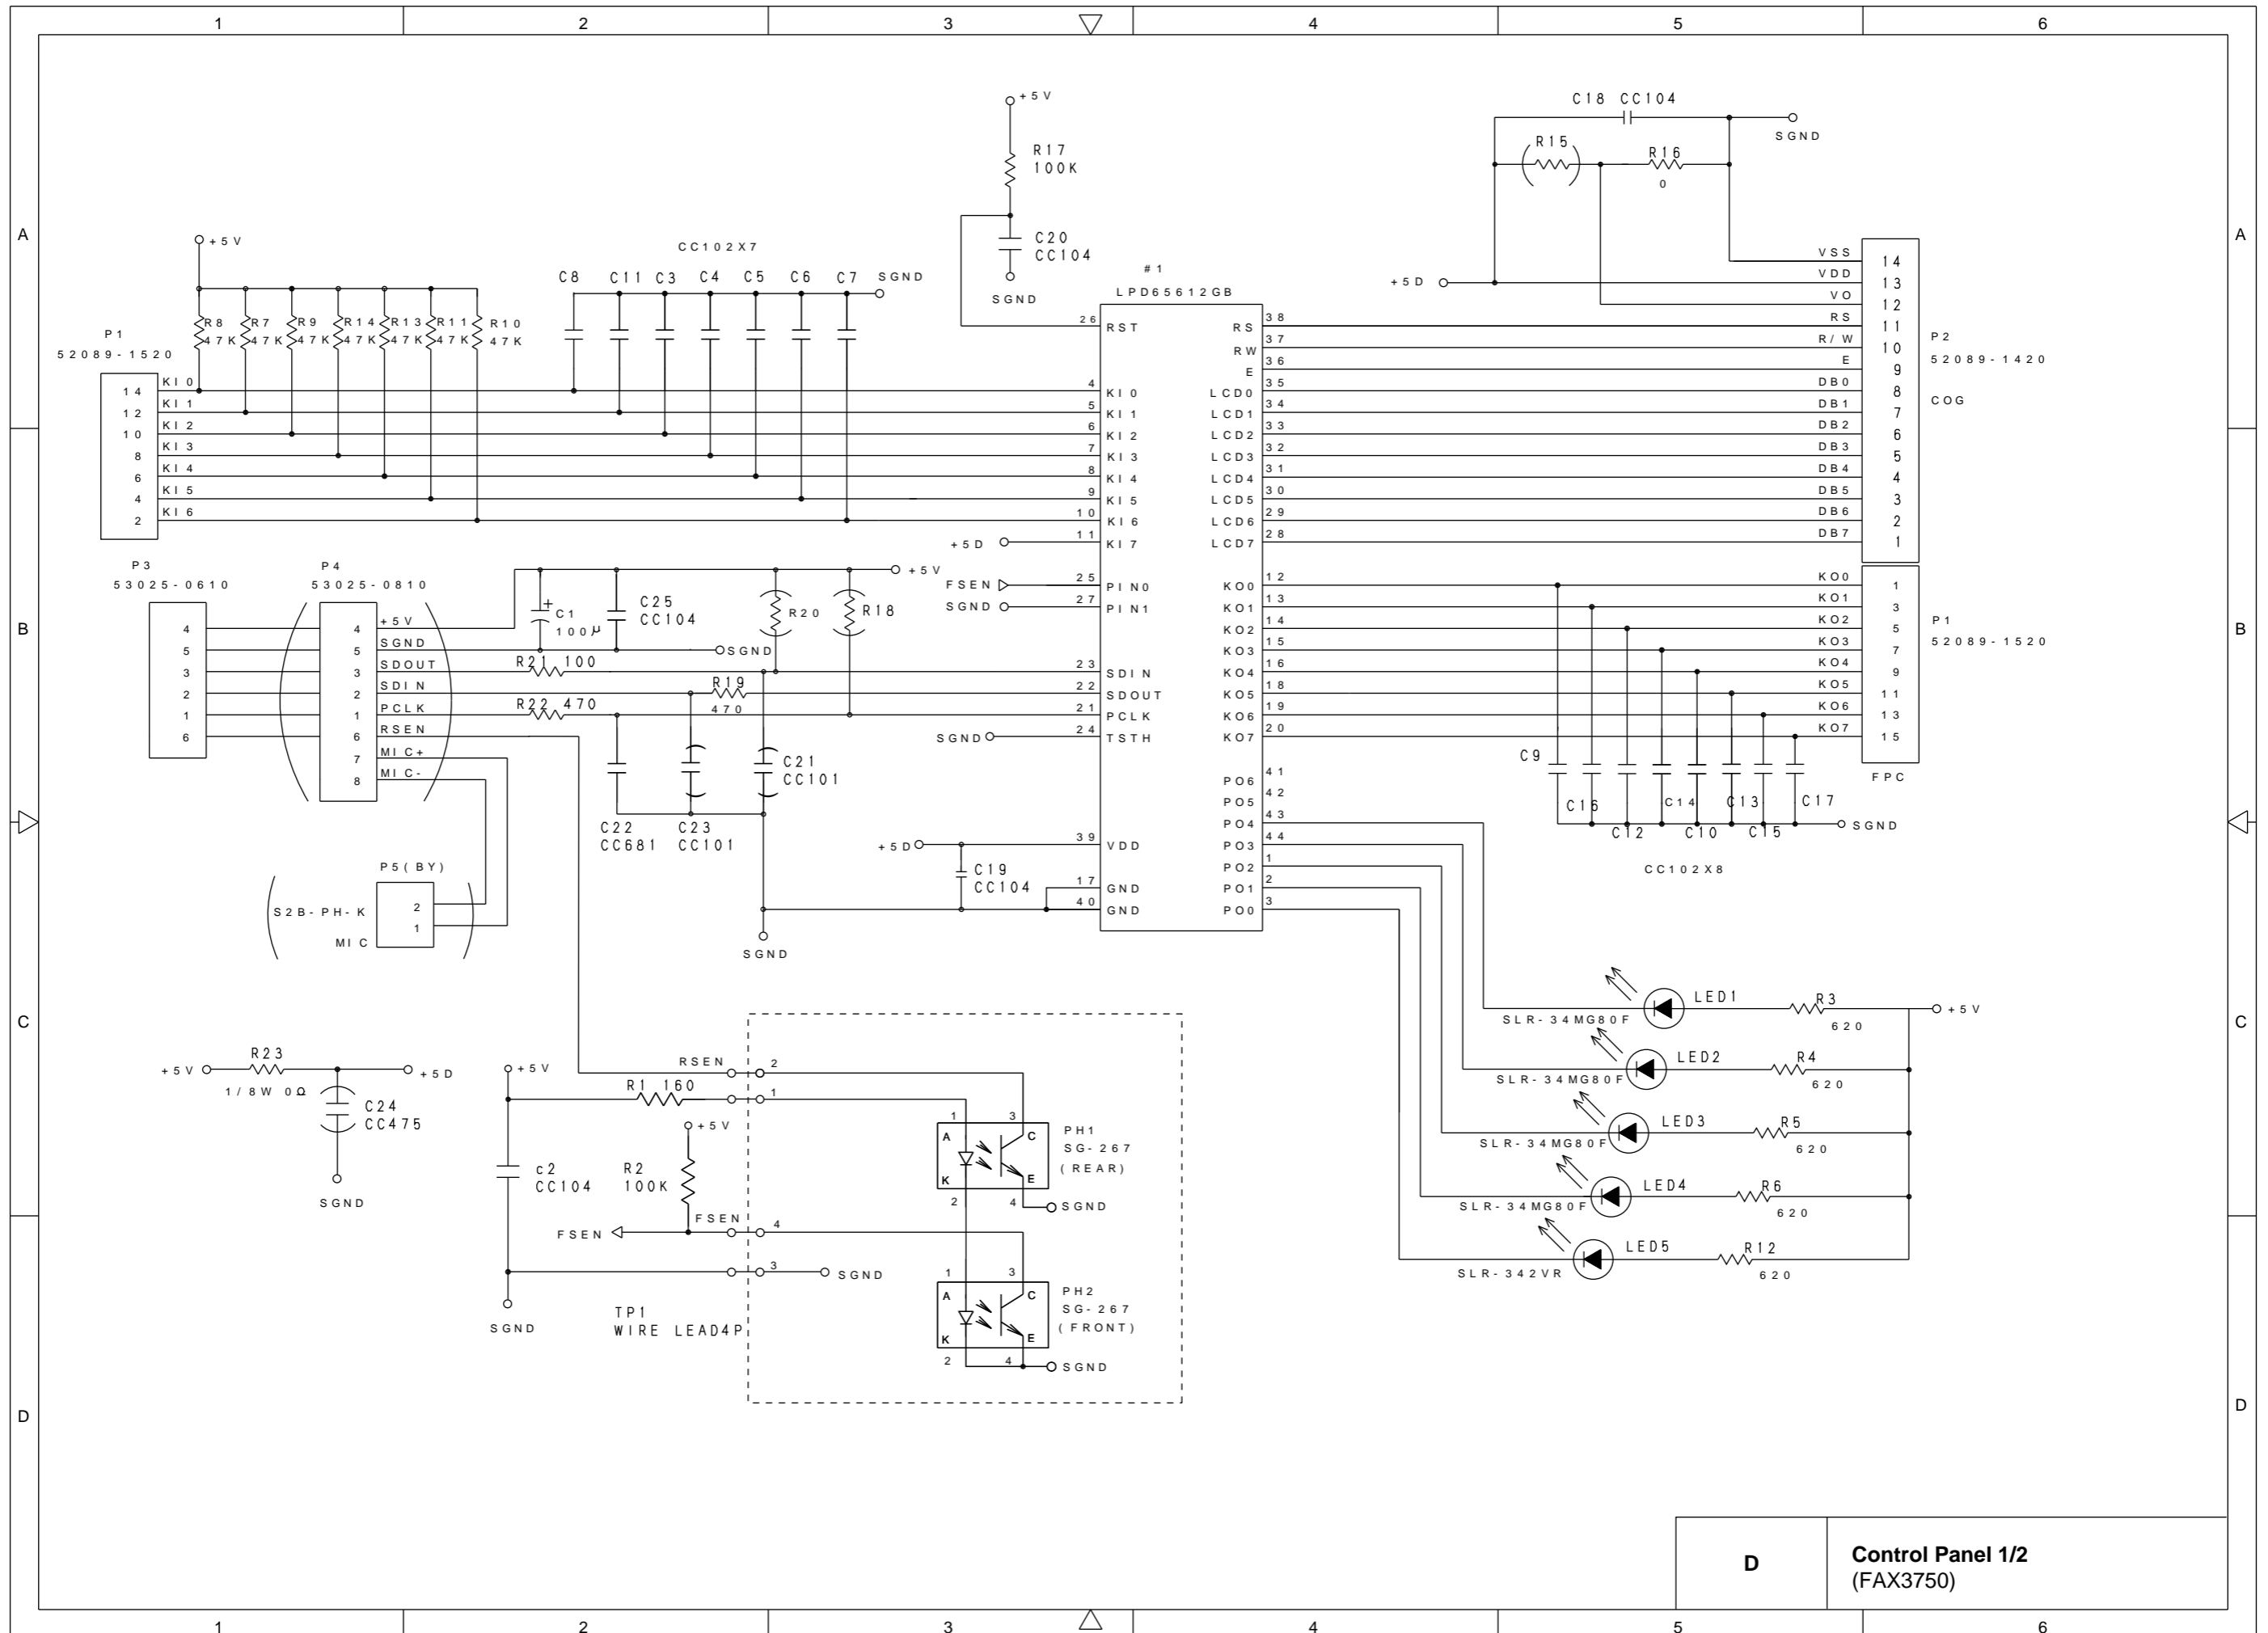 1 2 3 4 5 6
A A
B B
C C
D D
+5V
R8 47K
R7 47K
R9 47K
R14 47K
R13 47K
R11 47K
R10 47K
P1
52089-1520
14 KI0
12 KI1
10 KI2
8 KI3
6 KI4
4 KI5
2 KI6
CC102X7
C8 C11 C3 C4 C5 C6 C7 SGND
+5V
R17
100K
C20
CC104
SGND
#1
LPD65612GB
26 RST
4 KI0
5 KI1
6 KI2
7 KI3
8 KI4
9 KI5
10 KI6
+5D 11 KI7
FSEN 25 PIN0
SGND 27 PIN1
23 SDIN
22 SDOUT
21 PCLK
SGND 24 TSTH
+5D 39 VDD
17 GND
40 GND
RS 38
RW 37
E 36
LCD0 35
LCD1 34
LCD2 33
LCD3 32
LCD4 31
LCD5 30
LCD6 29
LCD7 28
KO0 12
KO1 13
KO2 14
KO3 15
KO4 16
KO5 18
KO6 19
KO7 20
PO6 41
PO5 42
PO4 43
PO3 44
PO2 1
PO1 2
PO0 3
C18 CC104
SGND
R15
R16
0
+5D
VSS 14
VDD 13
VO 12
RS 11
R/W 10
E 9
DB0 8
DB1 7
DB2 6
DB3 5
DB4 4
DB5 3
DB6 2
DB7 1
P2
52089-1420
COG
KO0 1
KO1 3
KO2 5
KO3 7
KO4 9
KO5 11
KO6 13
KO7 15
P1
52089-1520
FPC
C9
C16 C14 C13 C17
C12 C10 C15
SGND
CC102X8
P3
53025-0610
4
5
3
2
1
6
P4
53025-0810
4 +5V
5 SGND
3 SDOUT
2 SDIN
1 PCLK
6 RSEN
7 MIC+
8 MIC-
+
C1
100µ
C25
CC104
R20
R18
+5V
SGND
R21 100
R19
470
R22 470
C21
CC101
C22
CC681
C23
CC101
C19
CC104
SGND
P5(BY)
S2B-PH-K
MIC
2
1
+5V R23 +5D
1/8W 0Ω
C24
CC475
SGND
+5V
RSEN 2
R1 160 1
+5V
c2
CC104
R2
100K
FSEN FSEN 4
3 SGND
SGND
TP1
WIRE LEAD4P
1 3
A C
K E
2 4 SGND
PH1
SG-267
(REAR)
1 3
A C
K E
2 4 SGND
PH2
SG-267
(FRONT)
LED1 R3 +5V
SLR-34MG80F 620
LED2 R4
SLR-34MG80F 620
LED3 R5
SLR-34MG80F 620
LED4 R6
SLR-34MG80F 620
LED5 R12
SLR-342VR 620
D Control Panel 1/2
(FAX3750)
1 2 3 4 5 6